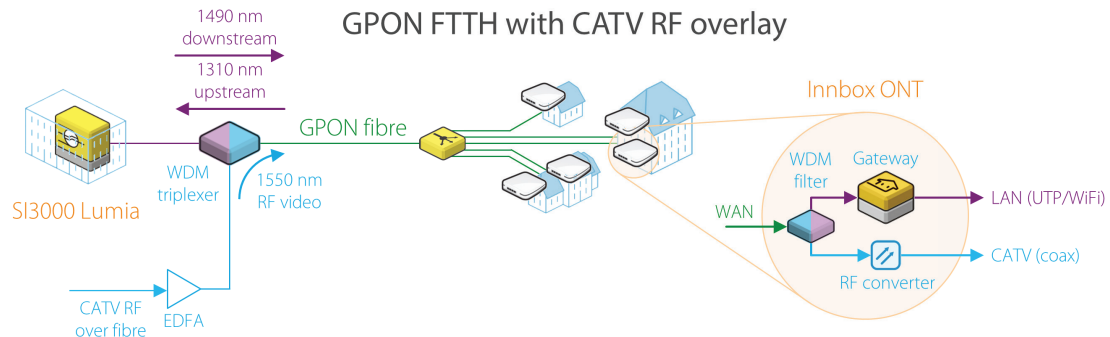 GPON FTTH with CATV RF overlay
1490 nm
downstream
1310 nm
upstream
SI3000 Lumia
WDM
triplexer
GPON fibre
1550 nm
RF video
CATV RF
over fibre
EDFA
Innbox ONT
WAN
WDM
filter
Gateway
LAN (UTP/WiFi)
RF converter
CATV (coax)